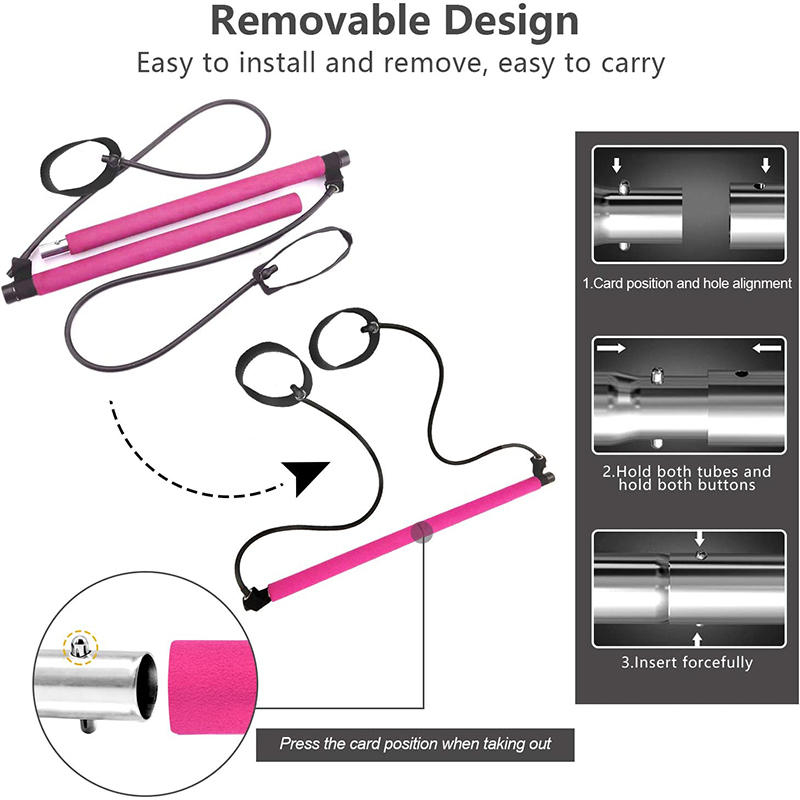 Removable Design
Easy to install and remove, easy to carry
1.Card position and hole alignment
2.Hold both tubes and
hold both buttons
3.Insert forcefully
Press the card position when taking out